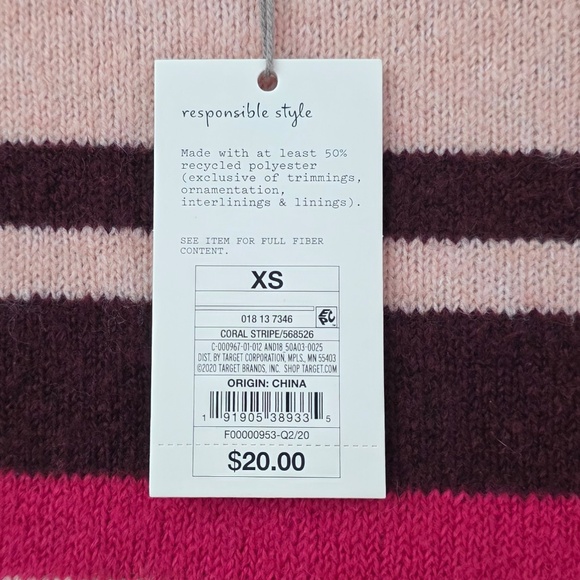 responsible style
Made with at least 50%
recycled polyester
(exclusive of trimmings,
ornamentation,
interlinings & linings).
SEE ITEM FOR FULL FIBER
CONTENT.
XS
018 13 7346
CORAL STRIPE/568526
C-000967-01-012 AND18_50A03-0025
DIST. BY TARGET CORPORATION, MPLS., MN 55403
©2020 TARGET BRANDS, INC. SHOP TARGET.COM
ORIGIN: CHINA
1 91905 38933 5
F00000953-Q2/20
$20.00